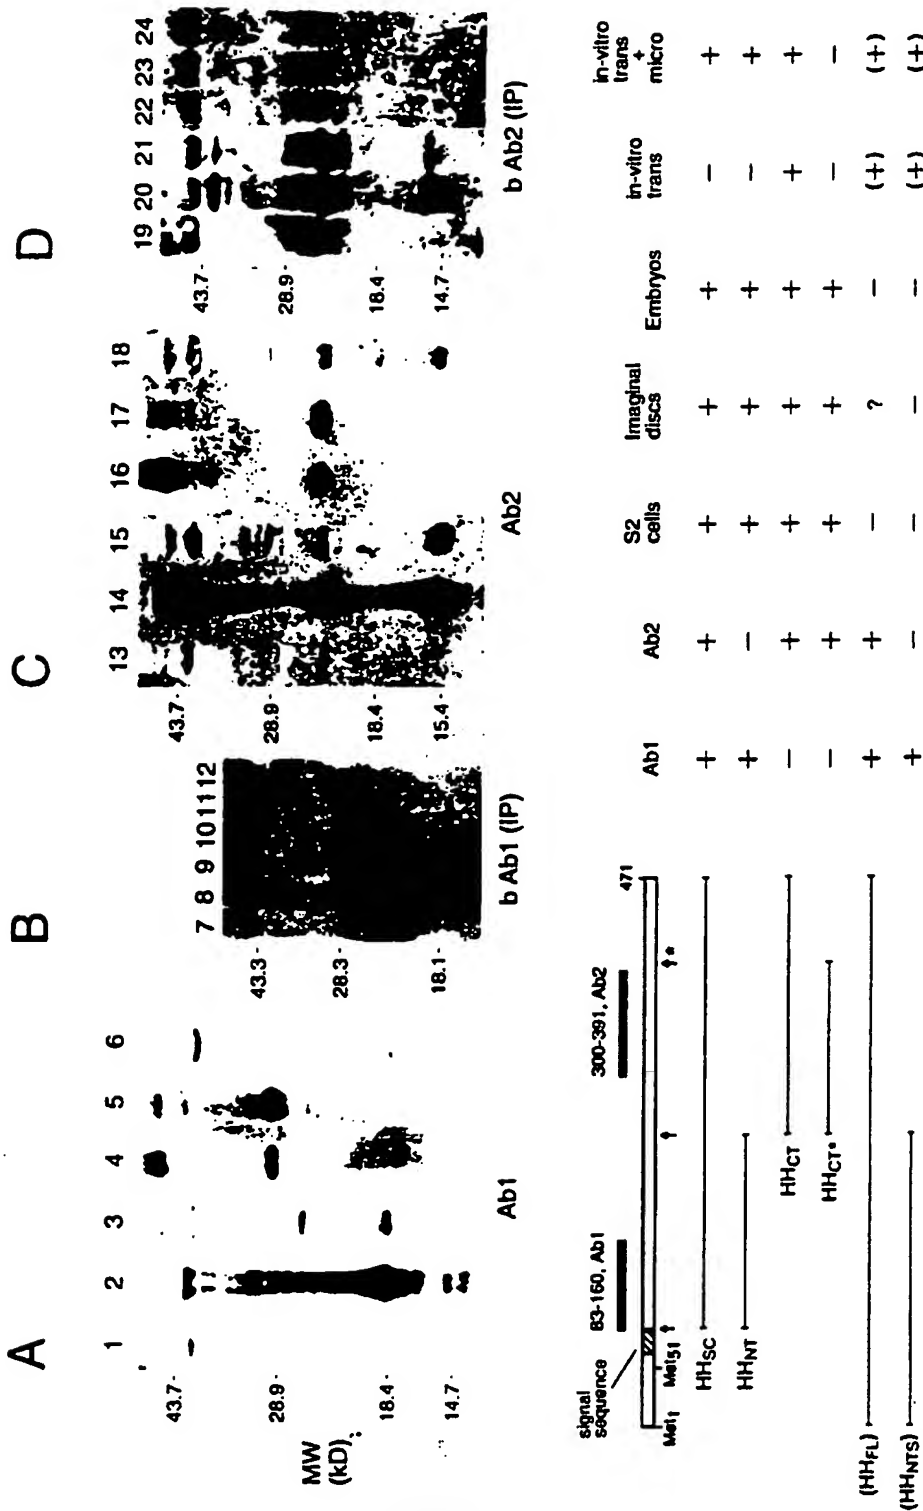 A
B
C
D
1 2 3 4 5 6
7 8 9 10 11 12
13 14 15 16 17 18
19 20 21 22 23 24
MW
(kD)
43.7 -
28.9 -
18.4 -
14.7 -
43.3 -
28.3 -
18.1 -
43.7 -
28.9 -
18.4 -
15.4 -
43.7 -
28.9 -
18.4 -
14.7 -
Ab1
b Ab1 (IP)
Ab2
b Ab2 (IP)
signal
sequence
83-160, Ab1
300-391, Ab2
471
Met1
Met51
*
Ab1 Ab2 S2 cells Imaginal discs Embryos In-vitro trans In-vitro trans + micro
HHSC + + + + + - +
HHNT + - + + + - +
HHCT - + + + + + +
HHCT* - + + + + - -
(HHFL) + + - ? - (+) (+)
(HHNTS) + - - - - (+) (+)